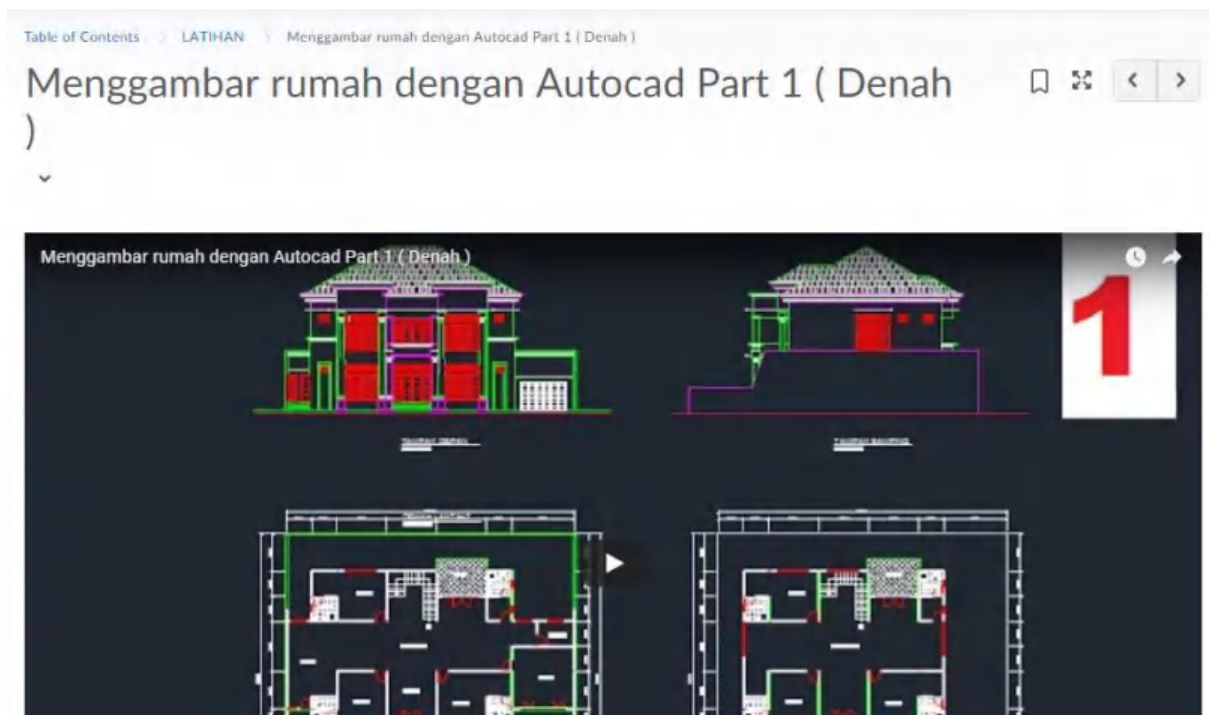 Table of Contents > LATIHAN > Menggambar rumah dengan Autocad Part 1 ( Denah )
Menggambar rumah dengan Autocad Part 1 ( Denah
)
Menggambar rumah dengan Autocad Part 1 ( Denah )
1